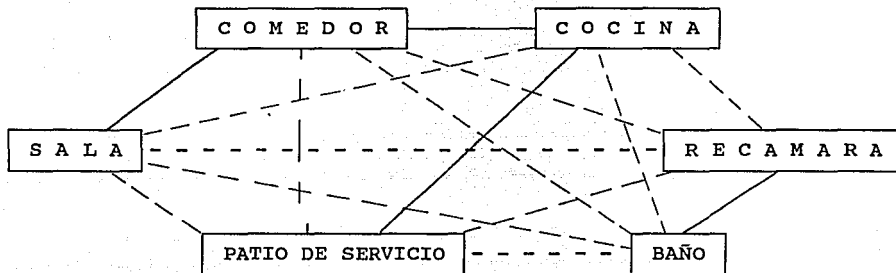 COMEDOR
COCINA
SALA
RECAMARA
PATIO DE SERVICIO
BAÑO